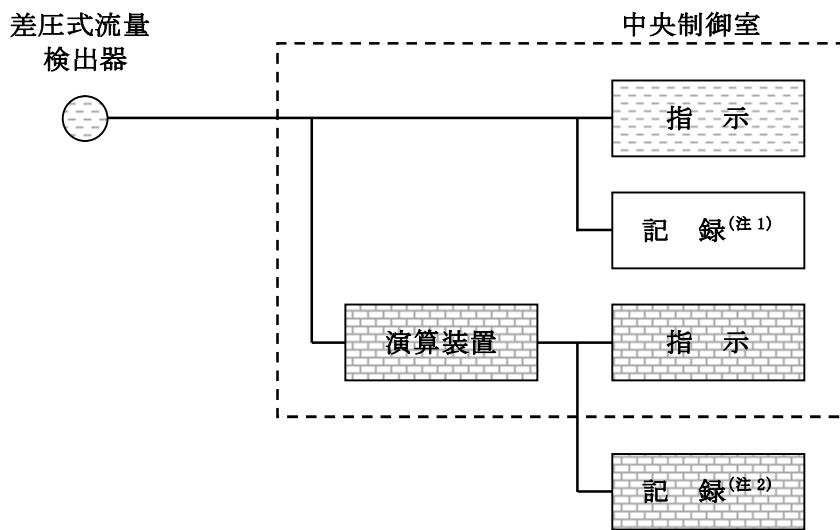 差圧式流量
検出器
中央制御室
指 示
記 録(注 1)
演算装置
指 示
記 録(注 2)